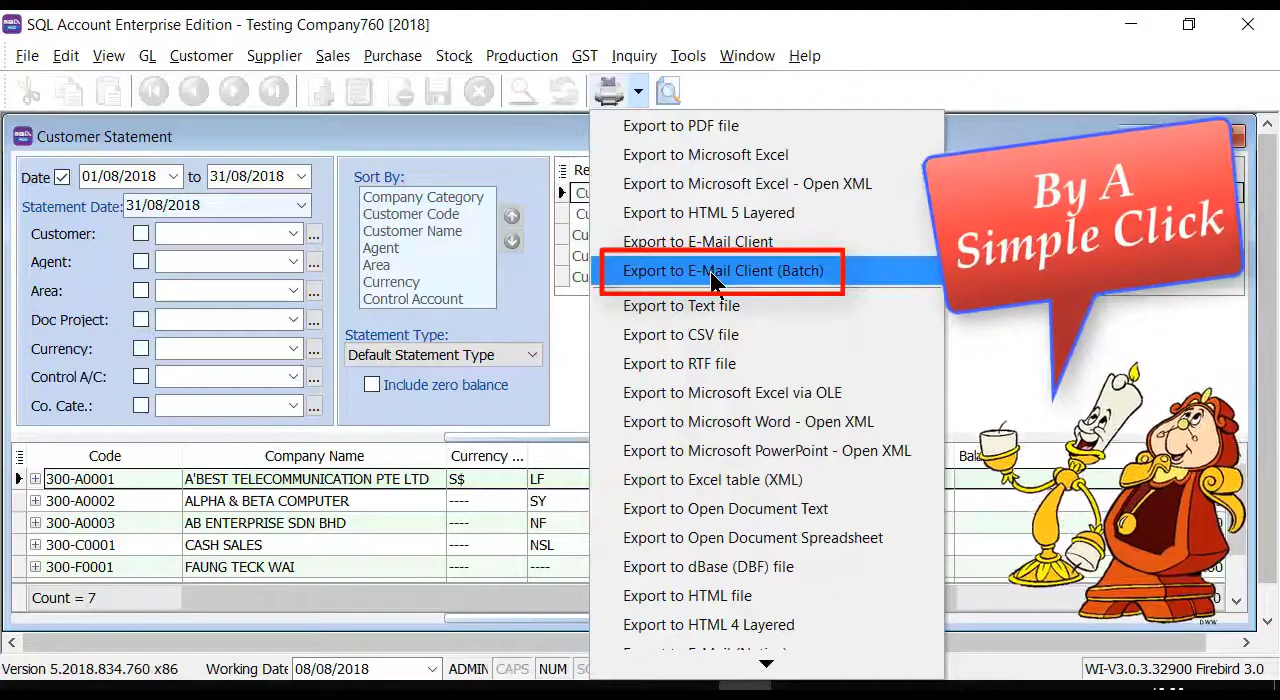 SQL Account Enterprise Edition - Testing Company760 [2018]
File Edit View GL Customer Supplier Sales Purchase Stock Production GST Inquiry Tools Window Help
Customer Statement
Date 01/08/2018 to 31/08/2018
Statement Date: 31/08/2018
Customer:
Agent:
Area:
Doc Project:
Currency:
Control A/C:
Co. Cate.:
Sort By:
Company Category
Customer Code
Customer Name
Agent
Area
Currency
Control Account
Statement Type:
Default Statement Type
Include zero balance
Export to PDF file
Export to Microsoft Excel
Export to Microsoft Excel - Open XML
Export to HTML 5 Layered
Export to E-Mail Client
Export to E-Mail Client (Batch)
Export to Text file
Export to CSV file
Export to RTF file
Export to Microsoft Excel via OLE
Export to Microsoft Word - Open XML
Export to Microsoft PowerPoint - Open XML
Export to Excel table (XML)
Export to Open Document Text
Export to Open Document Spreadsheet
Export to dBase (DBF) file
Export to HTML file
Export to HTML 4 Layered
By A
Simple Click
Code Company Name Currency ...
300-A0001 A'BEST TELECOMMUNICATION PTE LTD S$ LF
300-A0002 ALPHA & BETA COMPUTER ---- SY
300-A0003 AB ENTERPRISE SDN BHD ---- NF
300-C0001 CASH SALES ---- NSL
300-F0001 FAUNG TECK WAI ---- ----
Count = 7
Version 5.2018.834.760 x86 Working Date 08/08/2018 ADMIN CAPS NUM WI-V3.0.3.32900 Firebird 3.0